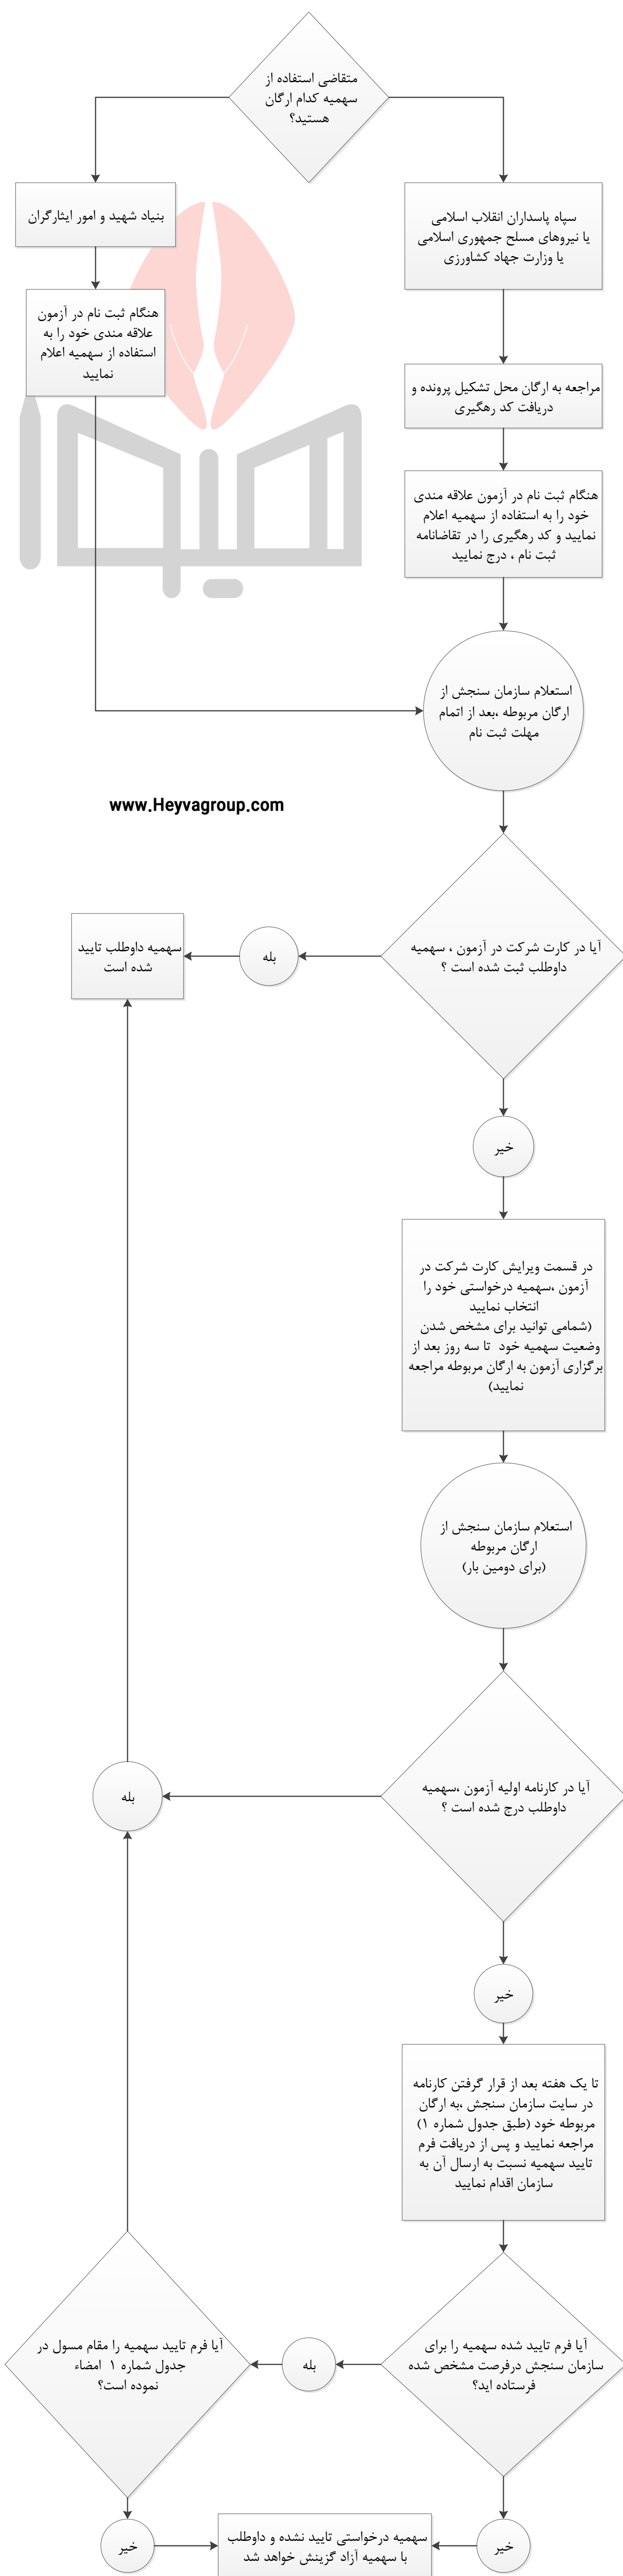 متقاضی استفاده از
سهمیه کدام ارگان
هستید؟
سپاه پاسداران انقلاب اسلامی
یا نیروهای مسلح جمهوری اسلامی
یا وزارت جهاد کشاورزی
بنیاد شهید و امور ایثارگران
هنگام ثبت نام در آزمون
علاقه مندی خود را به
استفاده از سهمیه اعلام
نمایید
مراجعه به ارگان محل تشکیل پرونده و
دریافت کد رهگیری
هنگام ثبت نام در آزمون علاقه مندی
خود را به استفاده از سهمیه اعلام
نمایید و کد رهگیری را در تقاضانامه
ثبت نام ، درج نمایید
استعلام سازمان سنجش از
ارگان مربوطه ،بعد از اتمام
مهلت ثبت نام
www.Heyvagroup.com
آیا در کارت شرکت در آزمون ، سهمیه
داوطلب ثبت شده است ؟
بله
سهمیه داوطلب تایید
شده است
خیر
در قسمت ویرایش کارت شرکت در
آزمون ،سهمیه درخواستی خود را
انتخاب نمایید
(شمامی توانید برای مشخص شدن
وضعیت سهمیه خود تا سه روز بعد از
برگزاری آزمون به ارگان مربوطه مراجعه
نمایید)
استعلام سازمان سنجش از
ارگان مربوطه
(برای دومین بار)
آیا در کارنامه اولیه آزمون ،سهمیه
داوطلب درج شده است ؟
بله
خیر
تا یک هفته بعد از قرار گرفتن کارنامه
در سایت سازمان سنجش ،به ارگان
مربوطه خود (طبق جدول شماره ۱)
مراجعه نمایید و پس از دریافت فرم
تایید سهمیه نسبت به ارسال آن به
سازمان اقدام نمایید
آیا فرم تایید شده سهمیه را برای
سازمان سنجش درفرصت مشخص شده
فرستاده اید؟
بله
آیا فرم تایید سهمیه را مقام مسول در
جدول شماره ۱ امضاء
نموده است؟
خیر
سهمیه درخواستی تایید نشده و داوطلب
با سهمیه آزاد گزینش خواهد شد
خیر